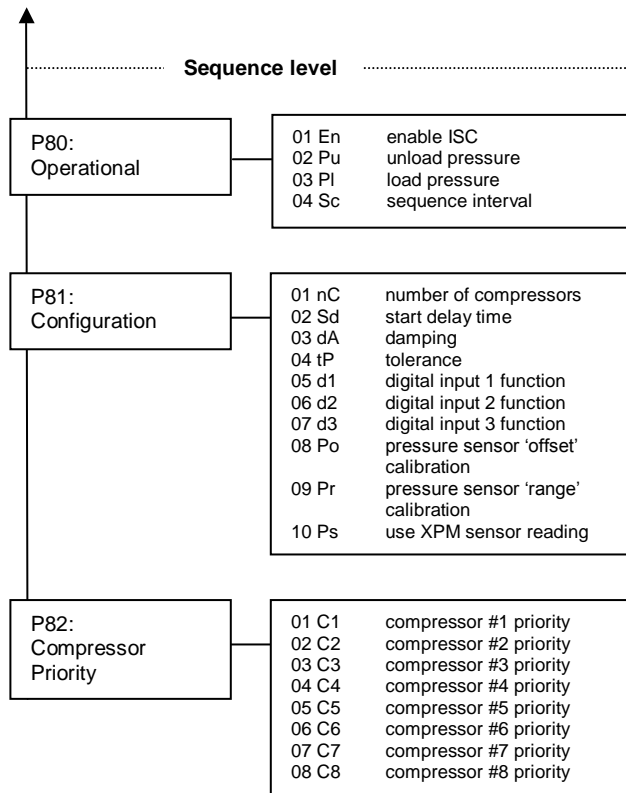 Sequence level
P80:
Operational
01 En enable ISC
02 Pu unload pressure
03 Pl load pressure
04 Sc sequence interval
P81:
Configuration
01 nC number of compressors
02 Sd start delay time
03 dA damping
04 tP tolerance
05 d1 digital input 1 function
06 d2 digital input 2 function
07 d3 digital input 3 function
08 Po pressure sensor ‘offset’
calibration
09 Pr pressure sensor ‘range’
calibration
10 Ps use XPM sensor reading
P82:
Compressor
Priority
01 C1 compressor #1 priority
02 C2 compressor #2 priority
03 C3 compressor #3 priority
04 C4 compressor #4 priority
05 C5 compressor #5 priority
06 C6 compressor #6 priority
07 C7 compressor #7 priority
08 C8 compressor #8 priority